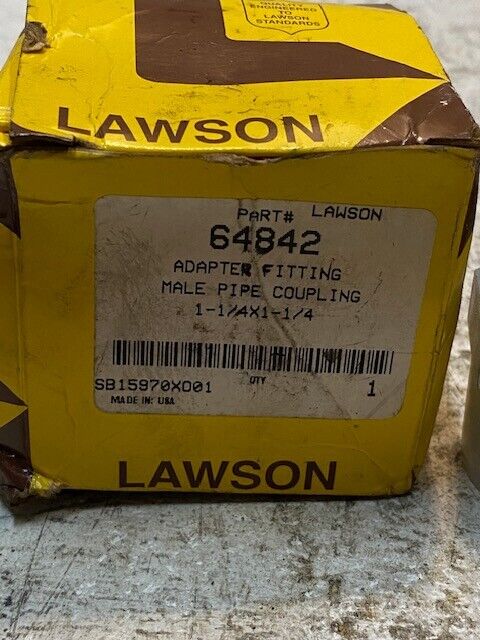 QUALITY
ENGINEERED
TO
LAWSON
STANDARDS
LAWSON
PART# LAWSON
64842
ADAPTER FITTING
MALE PIPE COUPLING
1-1/4X1-1/4
SB15970X001
QTY
1
MADE IN: USA
LAWSON